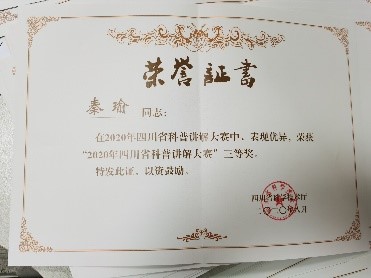 荣誉证书
秦瑜 同志：
在2020年四川省科普讲解大赛中，表现优异，荣获
“2020年四川省科普讲解大赛”三等奖。
特发此证，以资鼓励。